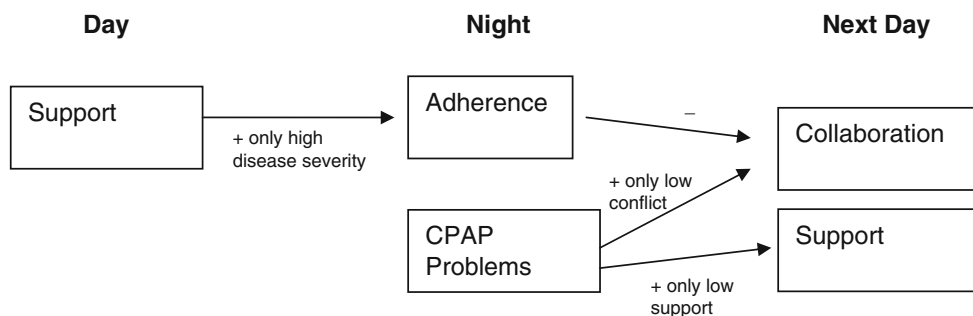 Day
Night
Next Day
Support
+ only high
disease severity
Adherence
–
Collaboration
+ only low
conflict
CPAP
Problems
Support
+ only low
support